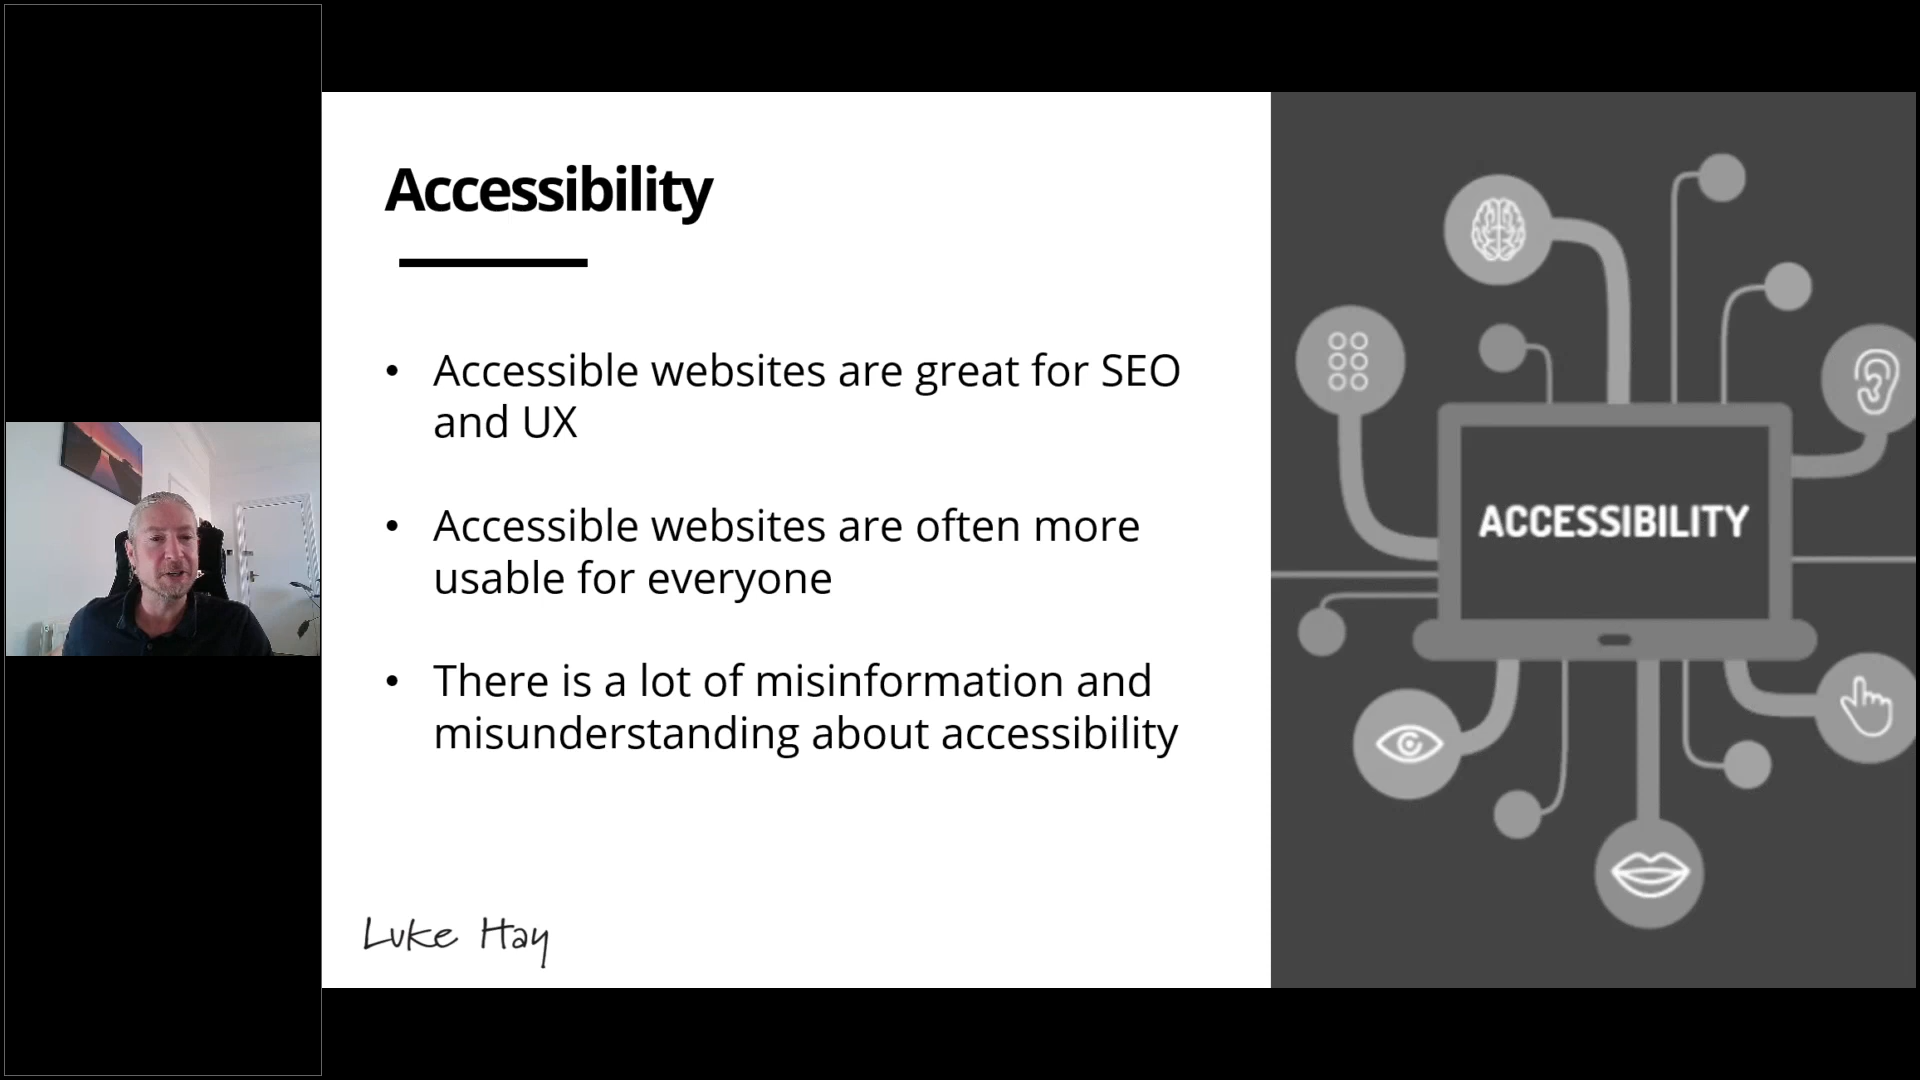 Accessibility
• Accessible websites are great for SEO
and UX
• Accessible websites are often more
usable for everyone
• There is a lot of misinformation and
misunderstanding about accessibility
Luke Hay
ACCESSIBILITY